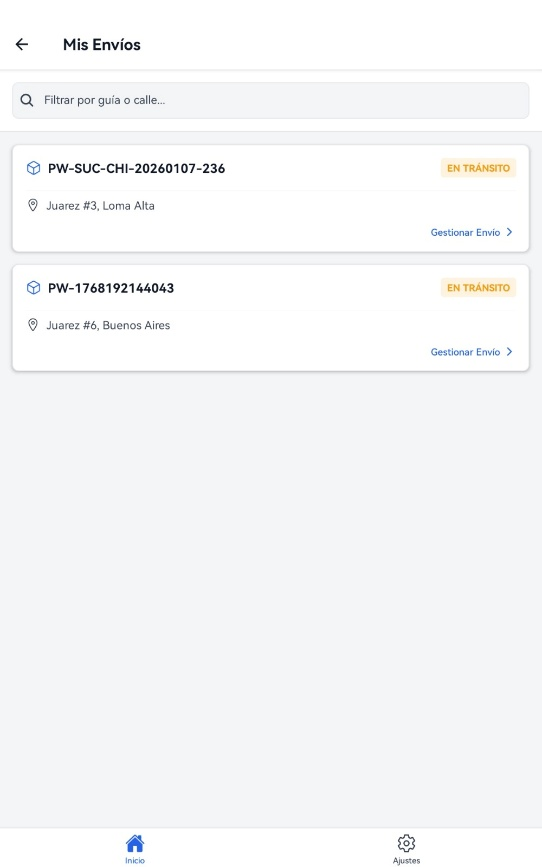 Mis Envíos
Filtrar por guía o calle...
PW-SUC-CHI-20260107-236
EN TRÁNSITO
Juarez #3, Loma Alta
Gestionar Envío
PW-1768192144043
EN TRÁNSITO
Juarez #6, Buenos Aires
Gestionar Envío
Inicio
Ajustes